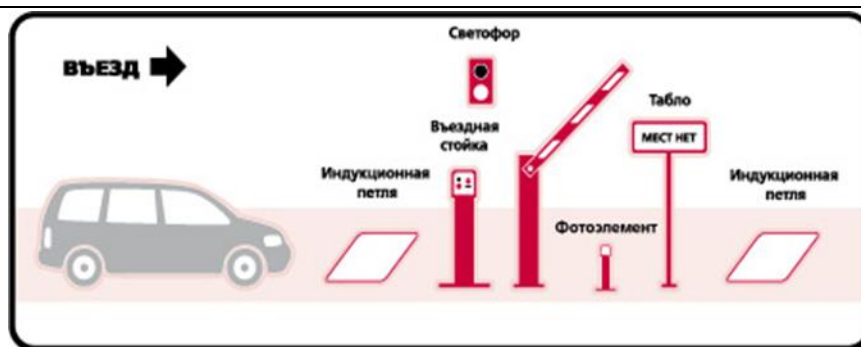 Светофор
ВЪЕЗД
Табло
МЕСТ НЕТ
Въездная
стойка
Индукционная
петля
Индукционная
петля
Фотоэлемент